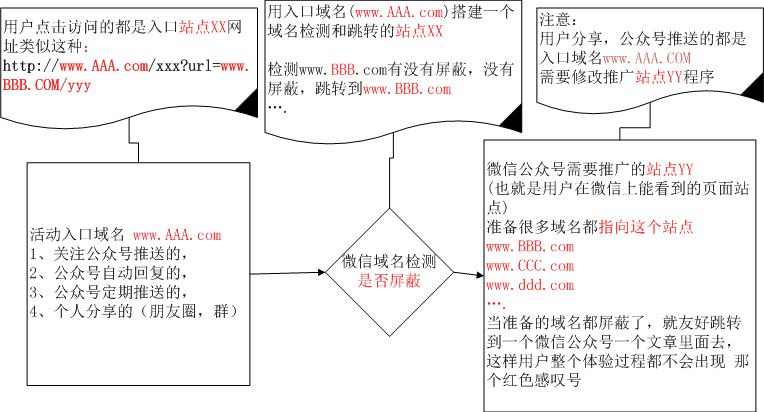 用户点击访问的都是入口站点XX网
址类似这种：
http://www.AAA.com/xxx?url=www.
BBB.COM/yyy
用入口域名(www.AAA.com)搭建一个
域名检测和跳转的站点XX
检测www.BBB.com有没有屏蔽，没有
屏蔽，跳转到www.BBB.com
….
注意：
用户分享，公众号推送的都是
入口域名www.AAA.COM
需要修改推广站点YY程序
活动入口域名 www.AAA.com
1、关注公众号推送的，
2、公众号自动回复的，
3、公众号定期推送的，
4、个人分享的（朋友圈，群）
微信域名检测
是否屏蔽
微信公众号需要推广的站点YY
(也就是用户在微信上能看到的页面站
点)
准备很多域名都指向这个站点
www.BBB.com
www.CCC.com
www.ddd.com
….
当准备的域名都屏蔽了，就友好跳转
到一个微信公众号一个文章里面去，
这样用户整个体验过程都不会出现 那
个红色感叹号